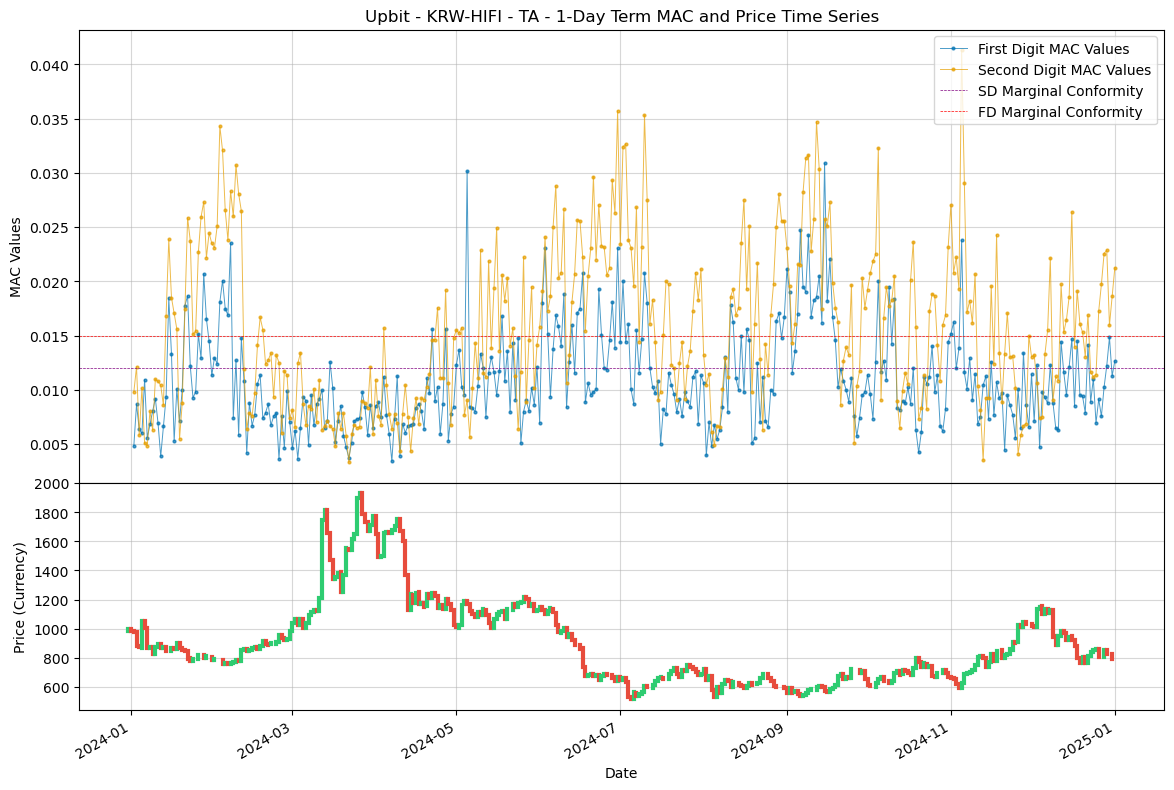 Upbit - KRW-HIFI - TA - 1-Day Term MAC and Price Time Series
First Digit MAC Values
Second Digit MAC Values
SD Marginal Conformity
FD Marginal Conformity
MAC Values
0.040
0.035
0.030
0.025
0.020
0.015
0.010
0.005
Price (Currency)
2000
1800
1600
1400
1200
1000
800
600
2024-01
2024-03
2024-05
2024-07
2024-09
2024-11
2025-01
Date